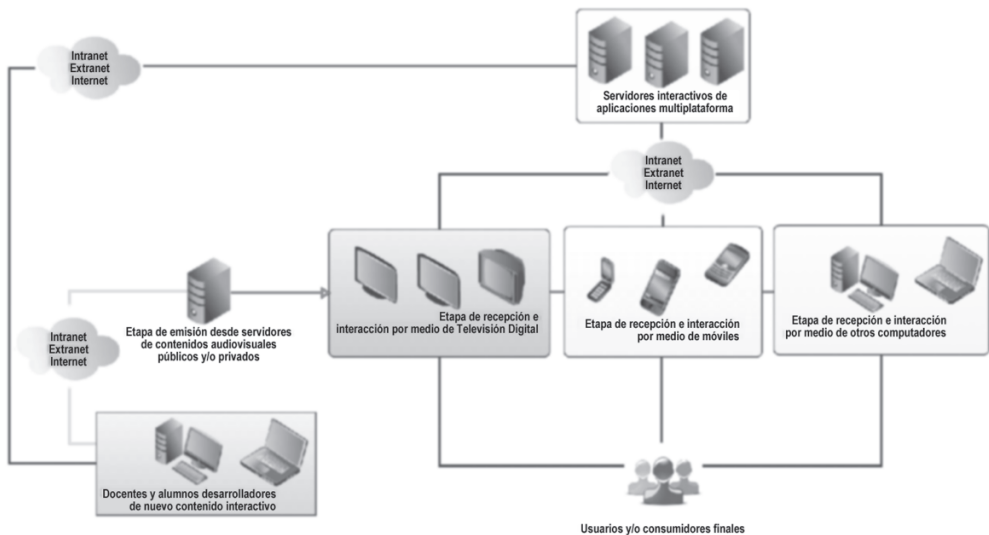 Intranet
Extranet
Internet
Servidores interactivos de
aplicaciones multiplataforma
Intranet
Extranet
Internet
Etapa de recepción e
interacción por medio de Televisión Digital
Etapa de recepción e interacción
por medio de móviles
Etapa de recepción e interacción
por medio de otros computadores
Etapa de emisión desde servidores
de contenidos audiovisuales
públicos y/o privados
Intranet
Extranet
Internet
Docentes y alumnos desarrolladores
de nuevo contenido interactivo
Usuarios y/o consumidores finales